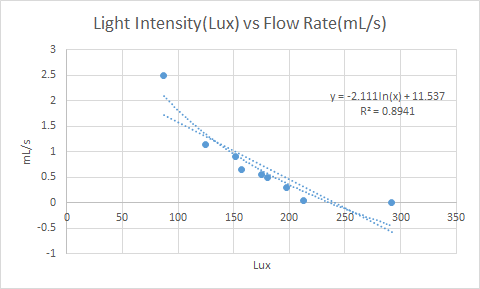 Light Intensity(Lux) vs Flow Rate(mL/s)
3
2.5
2
1.5
1
0.5
0
-0.5
-1
mL/s
y = -2.111ln(x) + 11.537
R² = 0.8941
0 50 100 150 200 250 300 350
Lux